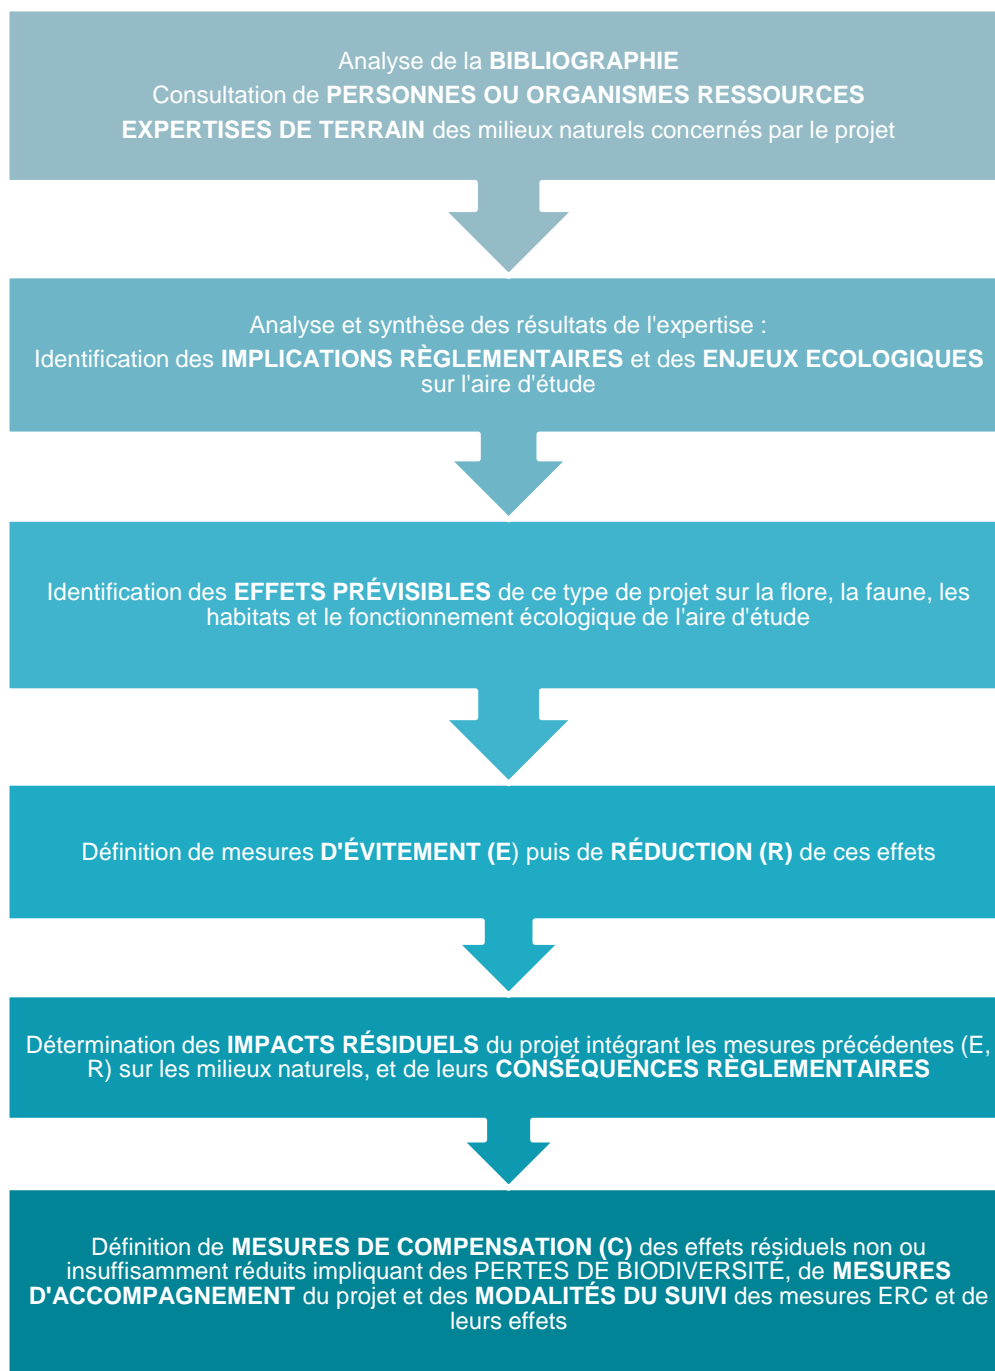 Analyse de la BIBLIOGRAPHIE
Consultation de PERSONNES OU ORGANISMES RESSOURCES
EXPERTISES DE TERRAIN des milieux naturels concernés par le projet
Analyse et synthèse des résultats de l'expertise :
Identification des IMPLICATIONS RÈGLEMENTAIRES et des ENJEUX ECOLOGIQUES
sur l'aire d'étude
Identification des EFFETS PRÉVISIBLES de ce type de projet sur la flore, la faune, les
habitats et le fonctionnement écologique de l'aire d'étude
Définition de mesures D'ÉVITEMENT (E) puis de RÉDUCTION (R) de ces effets
Détermination des IMPACTS RÉSIDUELS du projet intégrant les mesures précédentes (E,
R) sur les milieux naturels, et de leurs CONSÉQUENCES RÈGLEMENTAIRES
Définition de MESURES DE COMPENSATION (C) des effets résiduels non ou
insuffisamment réduits impliquant des PERTES DE BIODIVERSITÉ, de MESURES
D'ACCOMPAGNEMENT du projet et des MODALITÉS DU SUIVI des mesures ERC et de
leurs effets